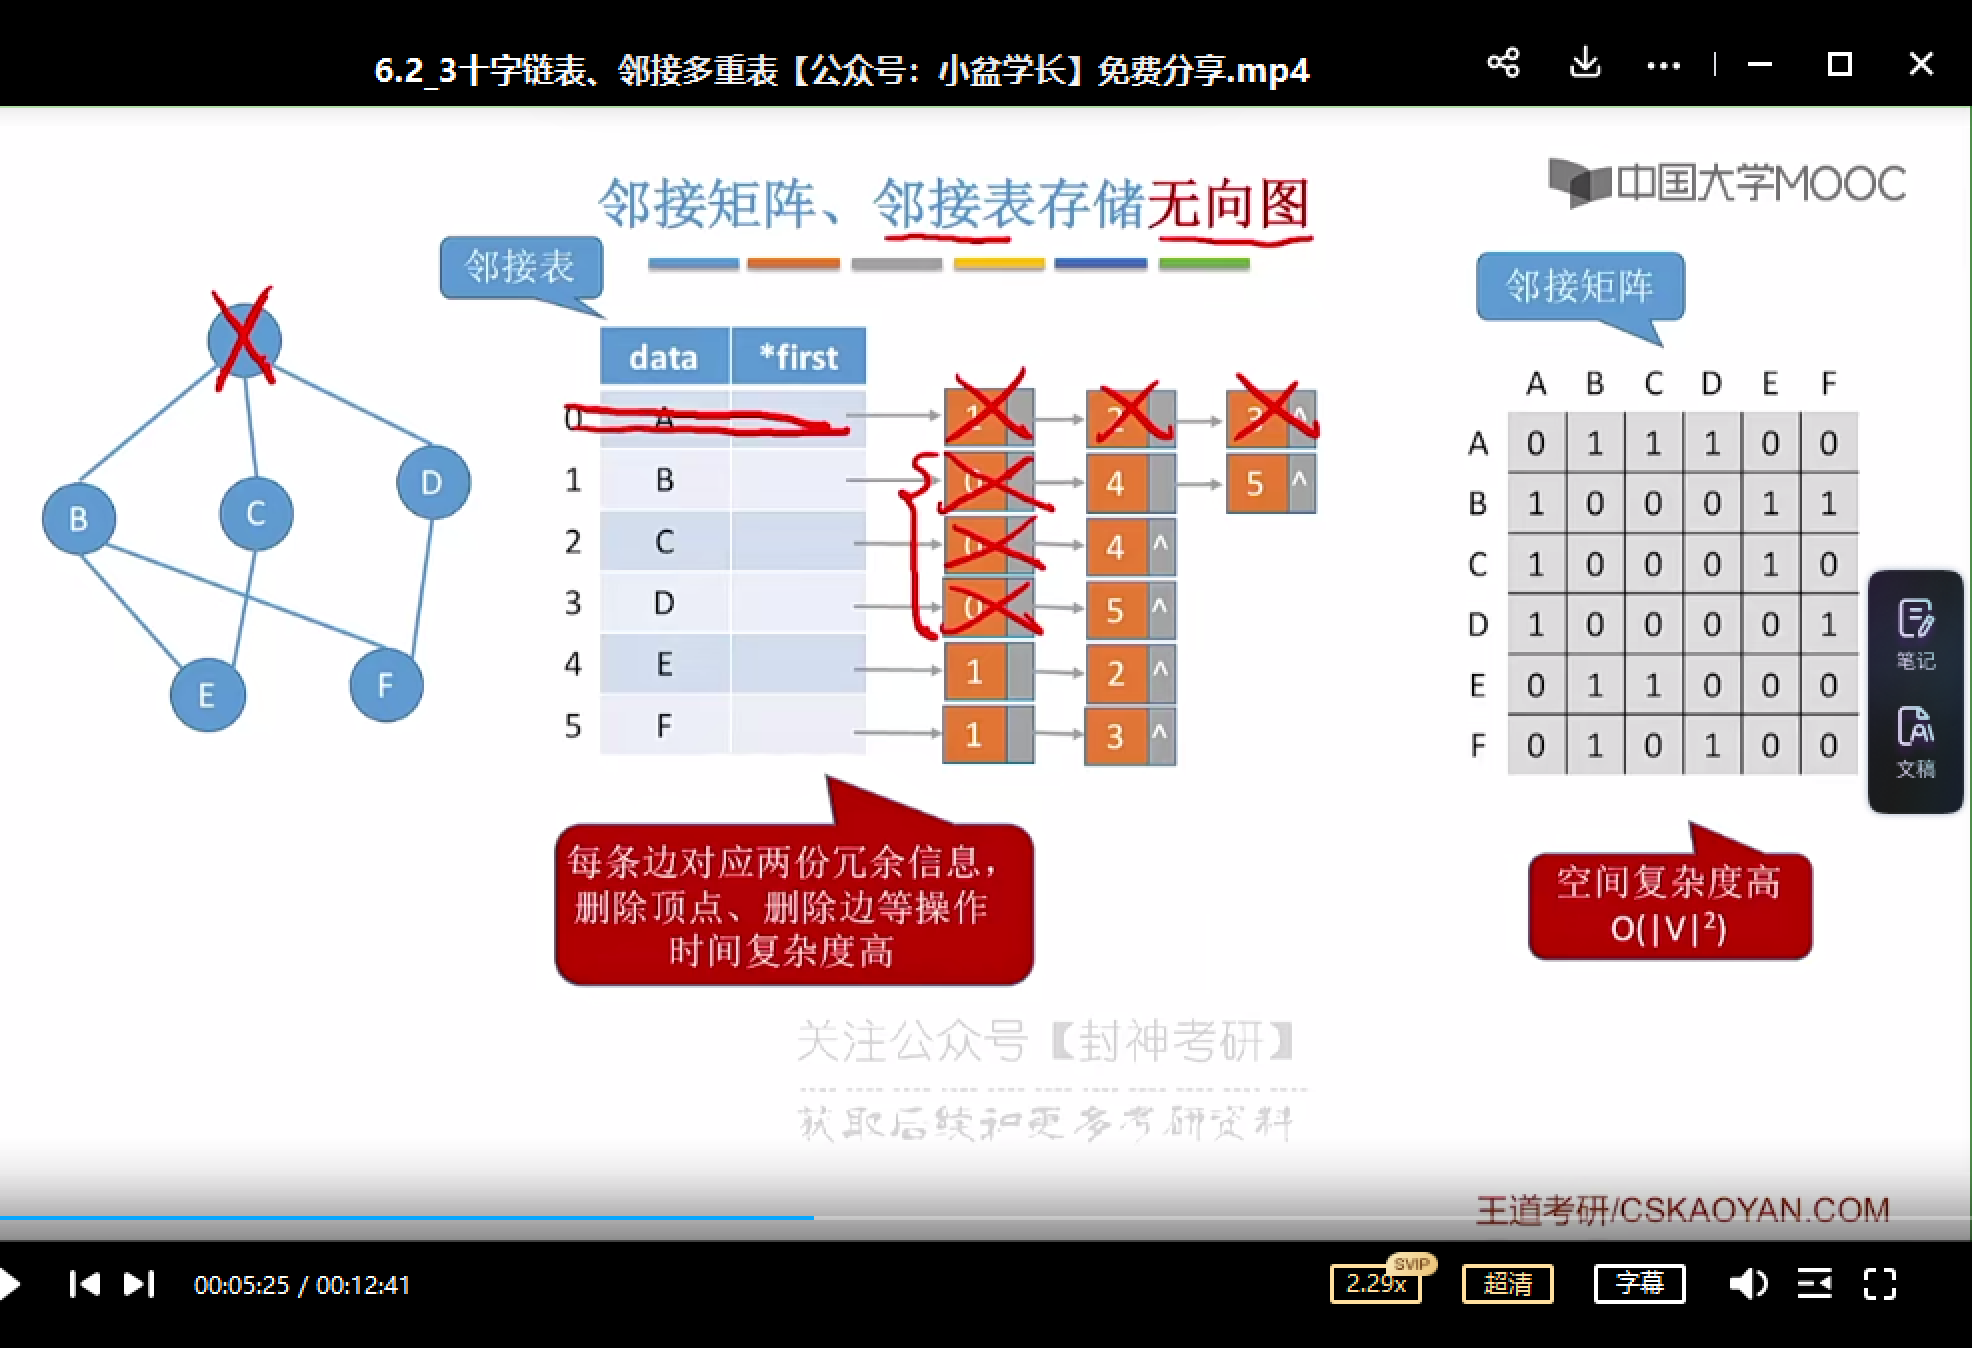 6.2_3十字链表、邻接多重表【公众号：小盆学长】免费分享.mp4
中国大学MOOC
邻接矩阵、邻接表存储无向图
邻接表
邻接矩阵
data *first
0 A 1 2 3 ^
1 B 0 4 5 ^
2 C 0 4 ^
3 D 0 5 ^
4 E 1 2 ^
5 F 1 3 ^
B
C
D
E
F
A B C D E F
A 0 1 1 1 0 0
B 1 0 0 0 1 1
C 1 0 0 0 1 0
D 1 0 0 0 0 1
E 0 1 1 0 0 0
F 0 1 0 1 0 0
笔记
文稿
每条边对应两份冗余信息，
删除顶点、删除边等操作
时间复杂度高
空间复杂度高
O(|V|²)
关注公众号【封神考研】
获取后续和更多考研资料
王道考研/CSKAOYAN.COM
00:05:25 / 00:12:41
2.29x
SVIP
超清
字幕